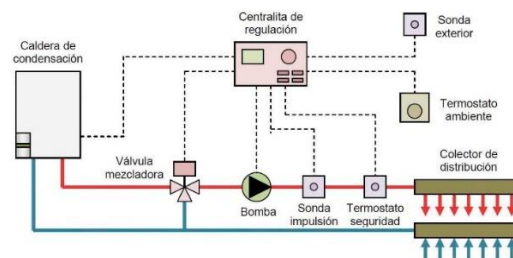 Centralita de
regulación
Sonda
exterior
Caldera de
condensación
Termostato
ambiente
Válvula
mezcladora
Bomba
Sonda
impulsión
Termostato
seguridad
Colector de
distribución